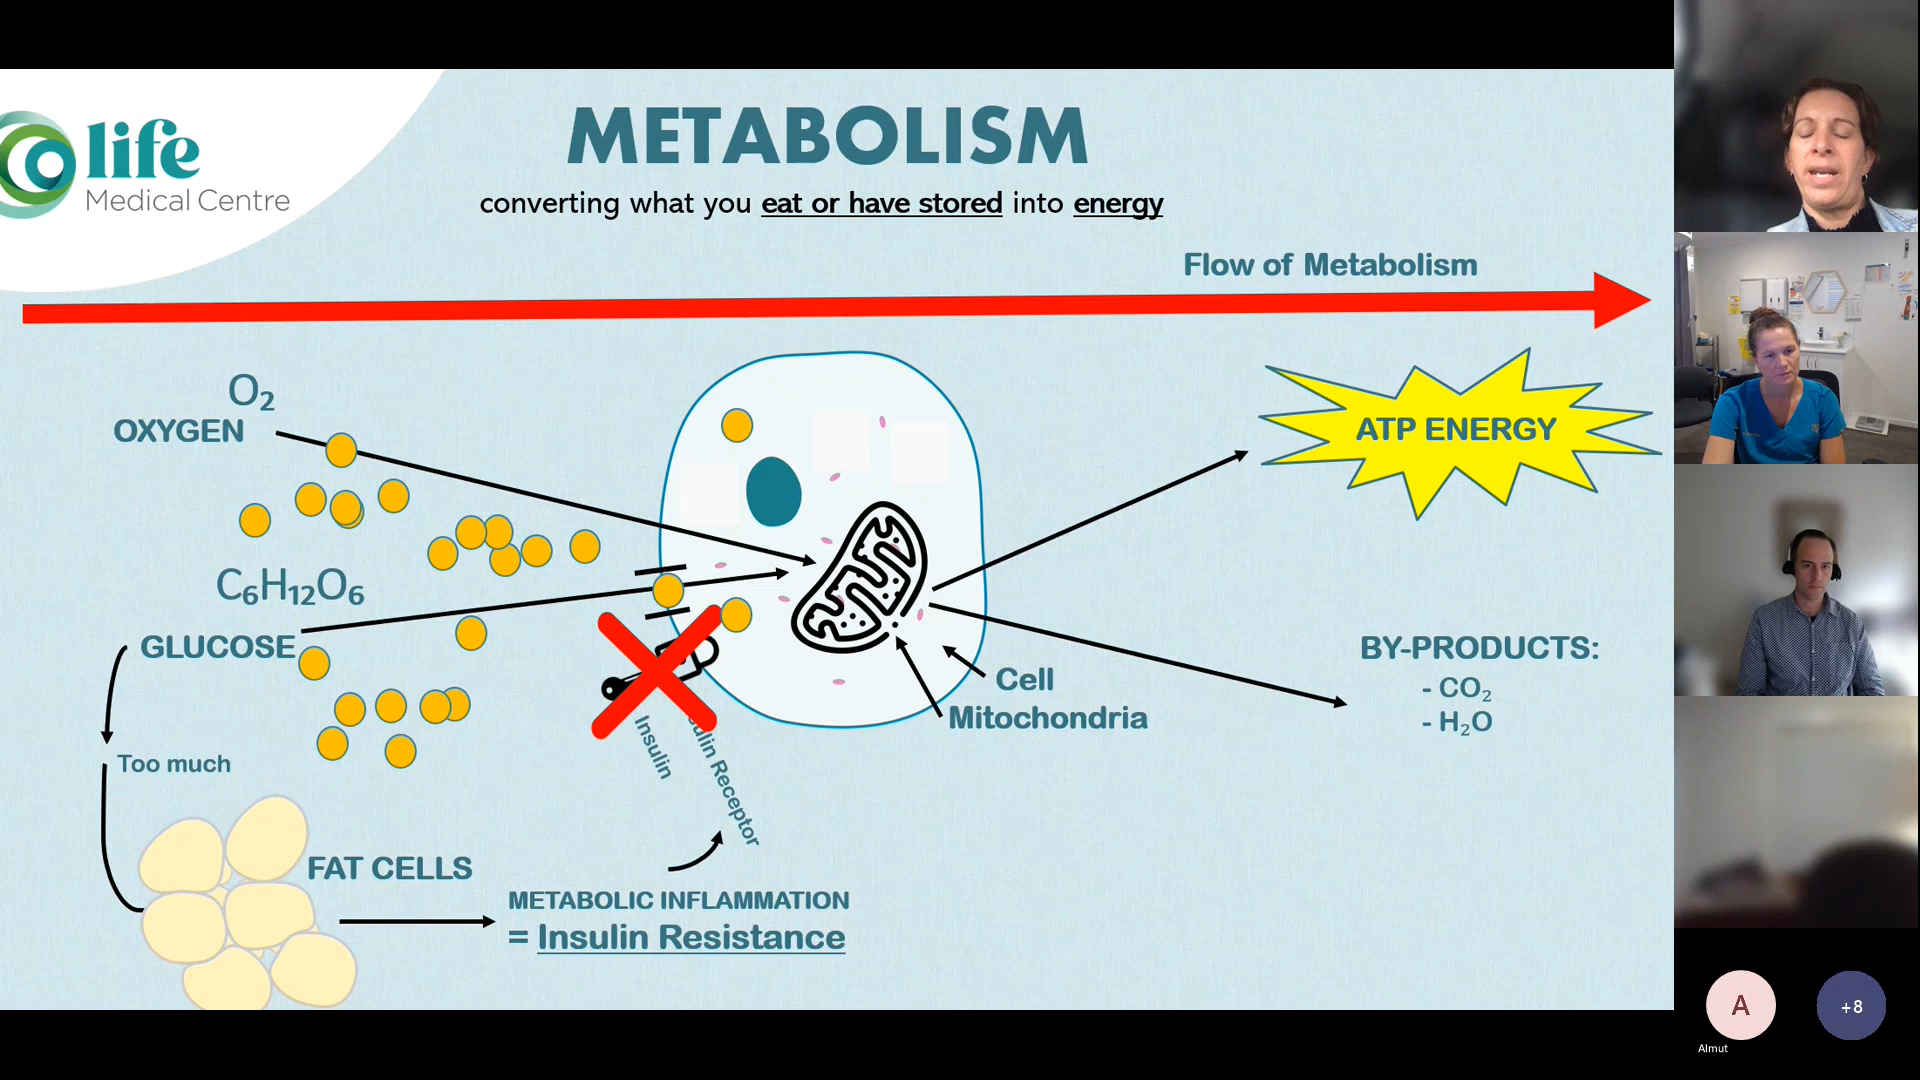 life
Medical Centre
METABOLISM
converting what you eat or have stored into energy
Flow of Metabolism
O₂
OXYGEN
ATP ENERGY
C₆H₁₂O₆
GLUCOSE
BY-PRODUCTS:
- CO₂
- H₂O
Cell
Mitochondria
Insulin
Receptor
Too much
FAT CELLS
METABOLIC INFLAMMATION
= Insulin Resistance
A
+8
Almut